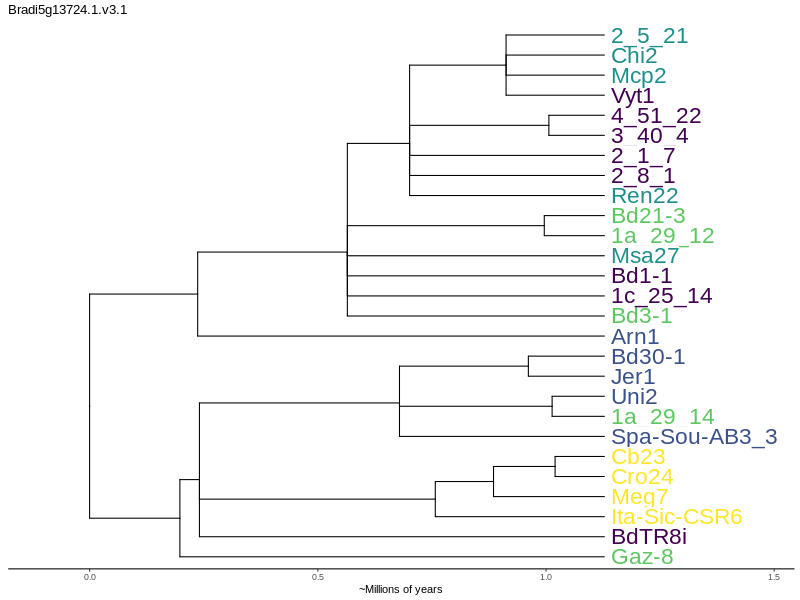 Bradi5g13724.1.v3.1
2_5_21
Chi2
Mcp2
Vyt1
4_51_22
3_40_4
2_1_7
2_8_1
Ren22
Bd21-3
1a_29_12
Msa27
Bd1-1
1c_25_14
Bd3-1
Arn1
Bd30-1
Jer1
Uni2
1a_29_14
Spa-Sou-AB3_3
Cb23
Cro24
Meg7
Ita-Sic-CSR6
BdTR8i
Gaz-8
0.0 0.5 1.0 1.5
~Millions of years